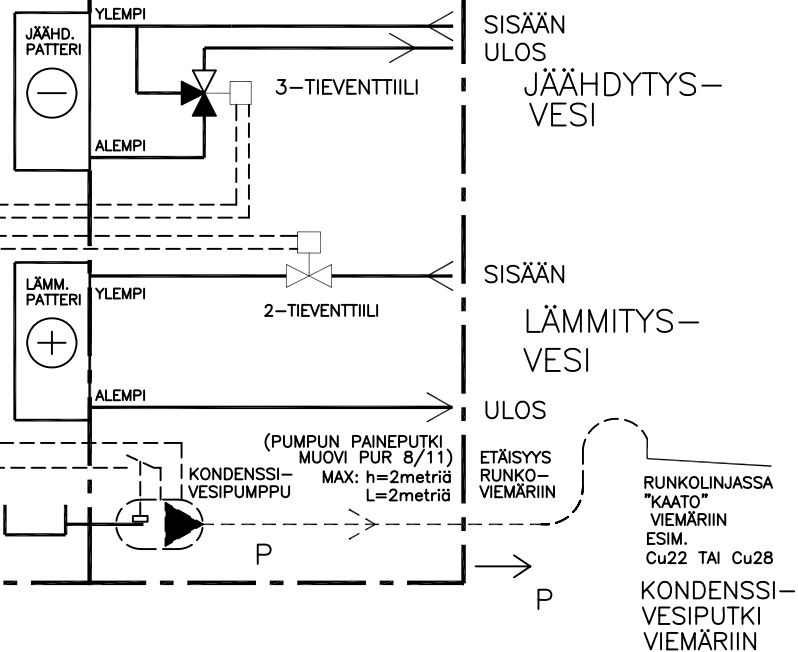 YLEMPI
JÄÄHD.
PATTERI
SISÄÄN
ULOS
3-TIEVENTTIILI
JÄÄHDYTYS-
VESI
ALEMPI
LÄMM.
PATTERI
YLEMPI
SISÄÄN
2-TIEVENTTIILI
LÄMMITYS-
VESI
ALEMPI
ULOS
(PUMPUN PAINEPUTKI
MUOVI PUR 8/11)
MAX: h=2metriä
L=2metriä
KONDENSSI-
VESIPUMPPU
ETÄISYYS
RUNKO-
VIEMÄRIIN
RUNKOLINJASSA
"KAATO"
VIEMÄRIIN
ESIM.
Cu22 TAI Cu28
P
P
KONDENSSI-
VESIPUTKI
VIEMÄRIIN